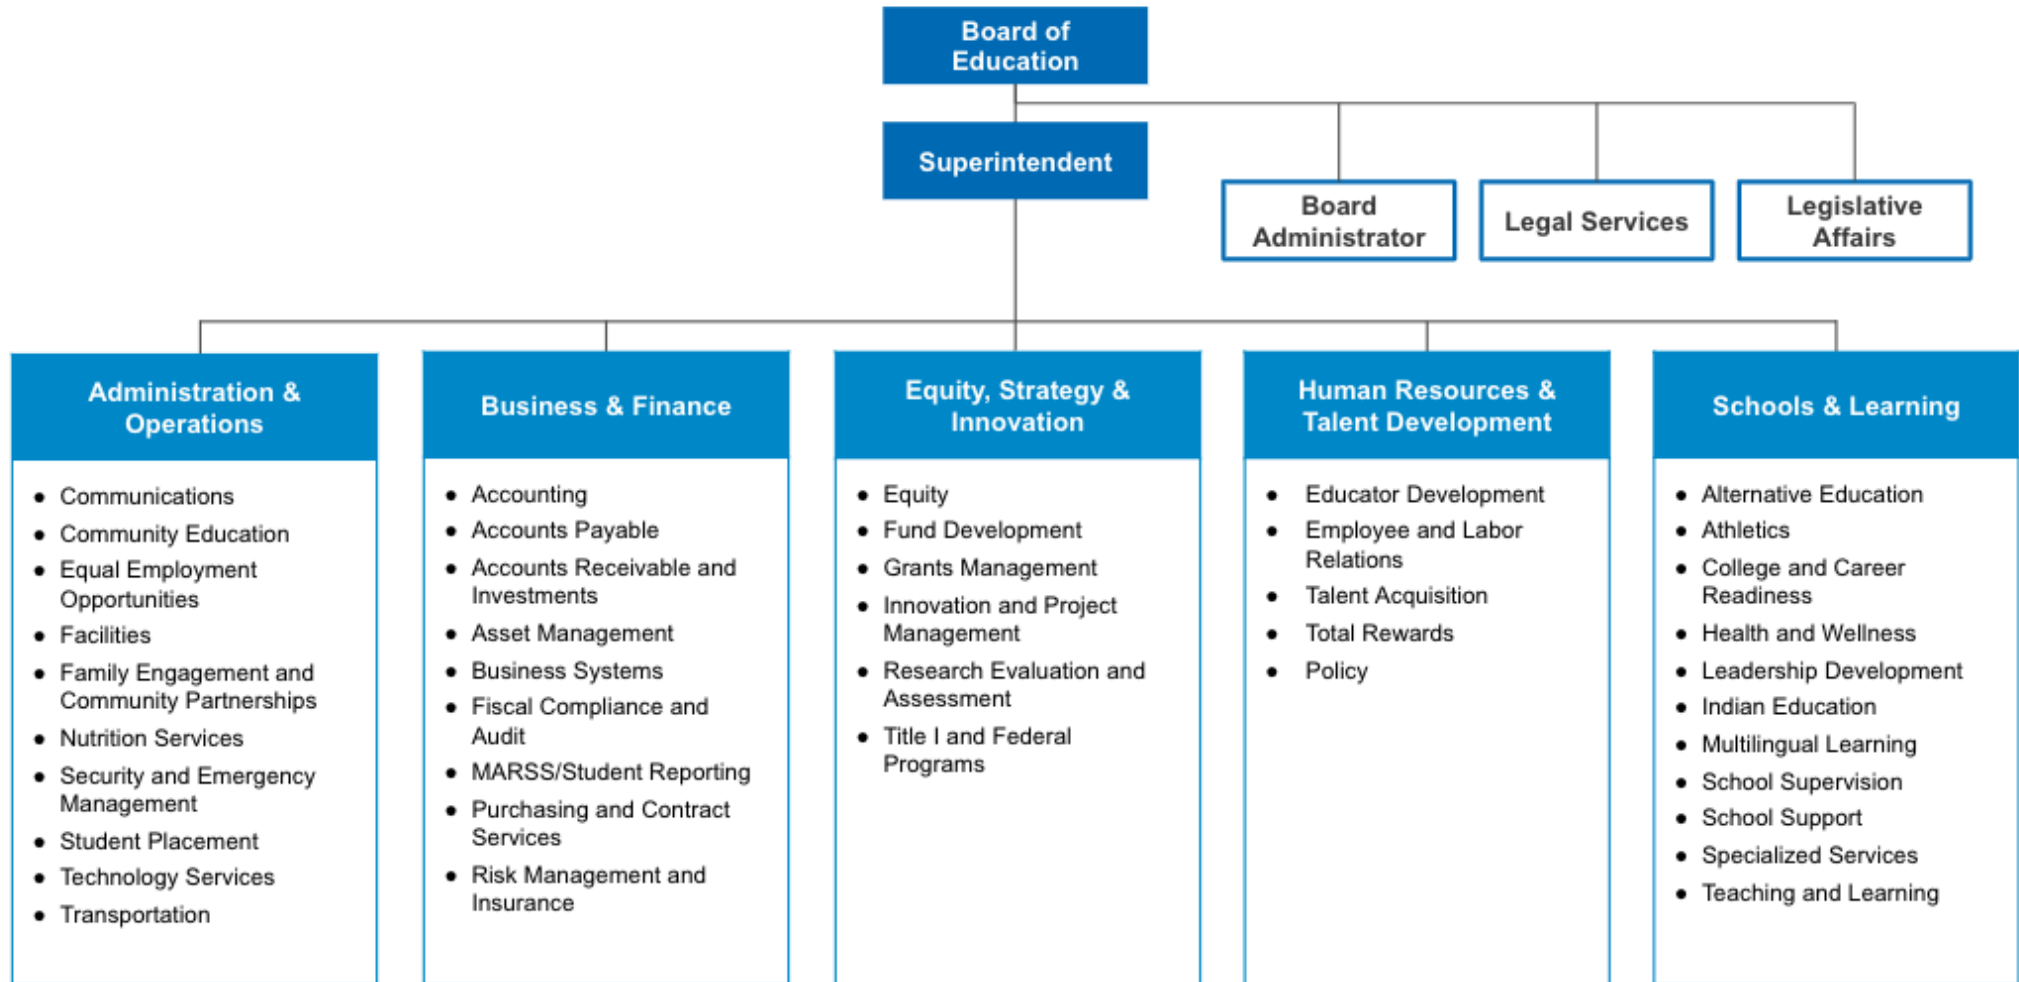 Board of
Education
Superintendent
Board
Administrator
Legal Services
Legislative
Affairs
Administration &
Operations
● Communications
● Community Education
● Equal Employment
Opportunities
● Facilities
● Family Engagement and
Community Partnerships
● Nutrition Services
● Security and Emergency
Management
● Student Placement
● Technology Services
● Transportation
Business & Finance
● Accounting
● Accounts Payable
● Accounts Receivable and
Investments
● Asset Management
● Business Systems
● Fiscal Compliance and
Audit
● MARSS/Student Reporting
● Purchasing and Contract
Services
● Risk Management and
Insurance
Equity, Strategy &
Innovation
● Equity
● Fund Development
● Grants Management
● Innovation and Project
Management
● Research Evaluation and
Assessment
● Title I and Federal
Programs
Human Resources &
Talent Development
● Educator Development
● Employee and Labor
Relations
● Talent Acquisition
● Total Rewards
● Policy
Schools & Learning
● Alternative Education
● Athletics
● College and Career
Readiness
● Health and Wellness
● Leadership Development
● Indian Education
● Multilingual Learning
● School Supervision
● School Support
● Specialized Services
● Teaching and Learning